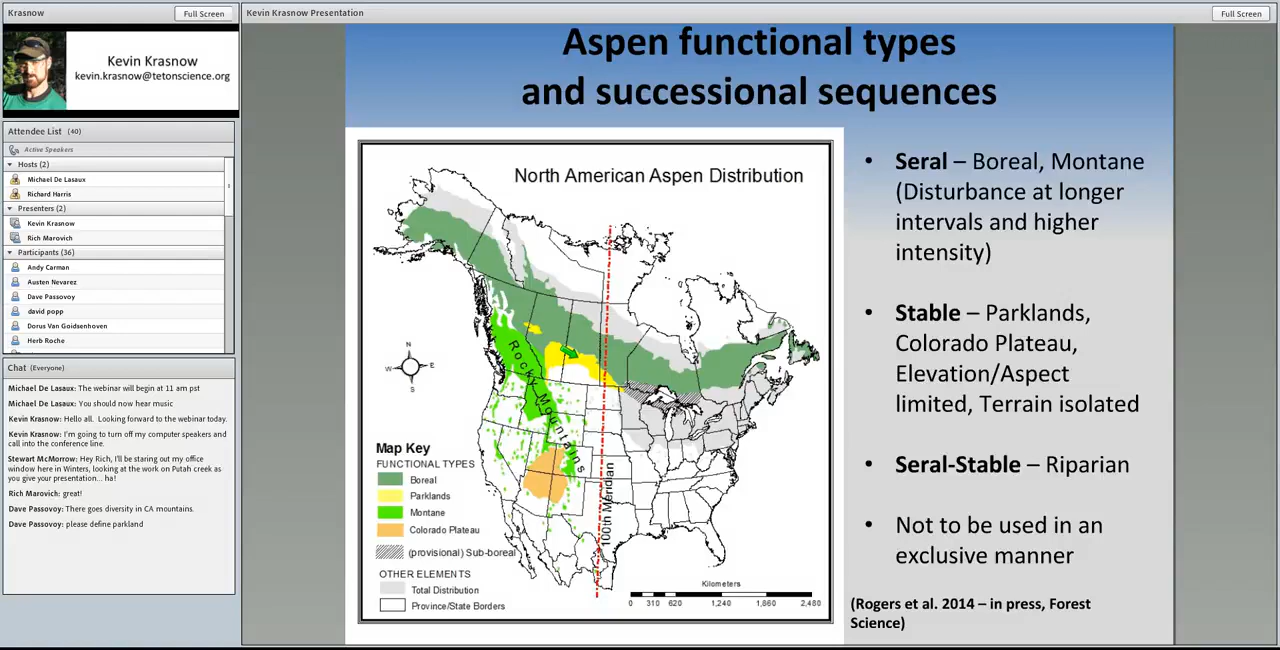 Krasnow
Full Screen
Kevin Krasnow Presentation
Full Screen
Kevin Krasnow
kevin.krasnow@tetonscience.org
Attendee List (40)
Active Speakers
Hosts (2)
Michael De Lasaux
Richard Harris
Presenters (2)
Kevin Krasnow
Rich Marovich
Participants (36)
Andy Carman
Austen Nevarez
Dave Passovoy
david popp
Dorus Van Goidsenhoven
Herb Roche
Chat (Everyone)
Michael De Lasaux: The webinar will begin at 11 am pst
Michael De Lasaux: You should now hear music
Kevin Krasnow: Hello all. Looking forward to the webinar today.
Kevin Krasnow: I'm going to turn off my computer speakers and
call into the conference line.
Stewart McMorrow: Hey Rich, I'll be staring out my office
window here in Winters, looking at the work on Putah creek as
you give your presentation... ha!
Rich Marovich: great!
Dave Passovoy: There goes diversity in CA mountains.
Dave Passovoy: please define parkland
Aspen functional types
and successional sequences
North American Aspen Distribution
N
W E
S
Rocky Mountains
100th Meridian
Map Key
FUNCTIONAL TYPES
Boreal
Parklands
Montane
Colorado Plateau
(provisional) Sub-boreal
OTHER ELEMENTS
Total Distribution
Province/State Borders
Kilometers
0 310 620 1,240 1,860 2,480
• Seral – Boreal, Montane
(Disturbance at longer
intervals and higher
intensity)
• Stable – Parklands,
Colorado Plateau,
Elevation/Aspect
limited, Terrain isolated
• Seral-Stable – Riparian
• Not to be used in an
exclusive manner
(Rogers et al. 2014 – in press, Forest
Science)